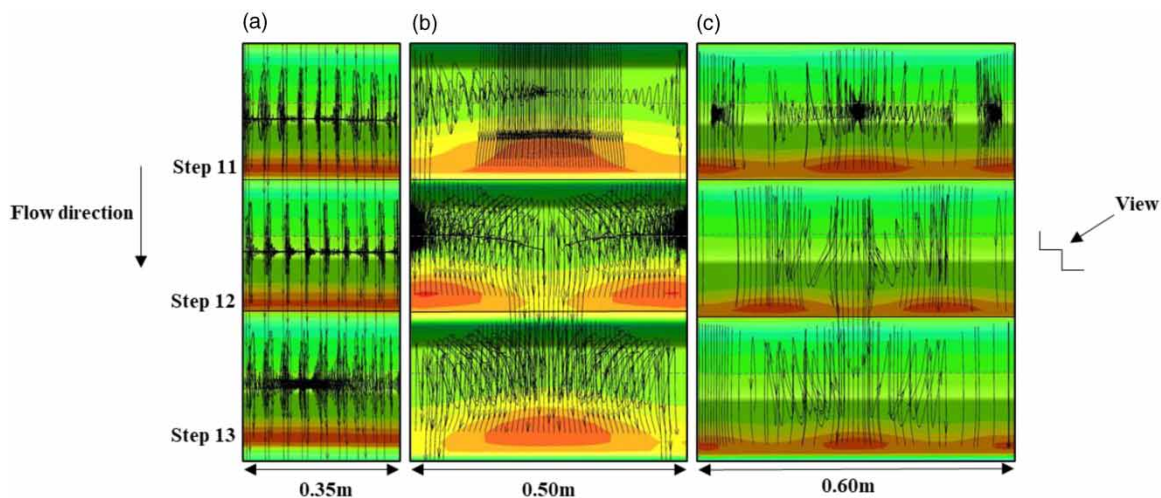 (a)
(b)
(c)
Step 11
Flow direction
View
Step 12
Step 13
0.35m
0.50m
0.60m